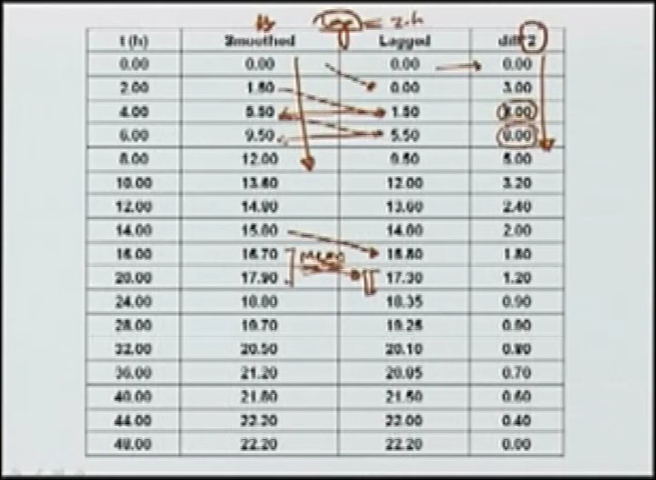 Lag = 2.h
t (h) Smoothed Lagged diff*2
0.00 0.00 0.00 0.00
2.00 1.50 0.00 3.00
4.00 5.50 1.50 8.00
6.00 9.50 5.50 8.00
8.00 12.00 9.50 5.00
10.00 13.60 12.00 3.20
12.00 14.80 13.60 2.40
14.00 15.80 14.80 2.00
16.00 16.70 15.80 1.80
Mean
20.00 17.90 17.30 1.20
24.00 18.80 18.35 0.90
28.00 19.70 19.25 0.90
32.00 20.50 20.10 0.80
36.00 21.20 20.85 0.70
40.00 21.80 21.50 0.60
44.00 22.20 22.00 0.40
48.00 22.20 22.20 0.00